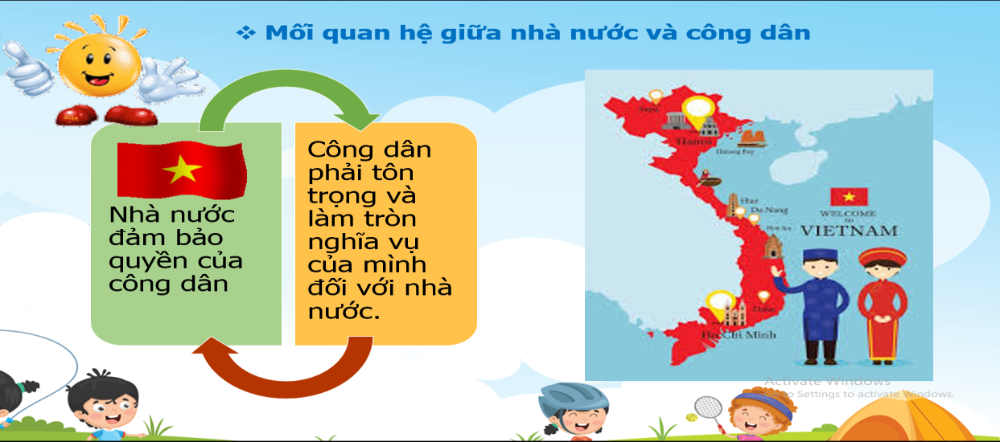 ❖ Mối quan hệ giữa nhà nước và công dân
Nhà nước
đảm bảo
quyền của
công dân
Công dân
phải tôn
trọng và
làm tròn
nghĩa vụ
của mình
đối với nhà
nước.
Sapa
Hanoi
Halong Bay
Hue
Da Nang
Hoi An
Dalat
Ho Chi Minh
WELCOME
to
VIETNAM
Activate Windows
Go to Settings to activate Windows.